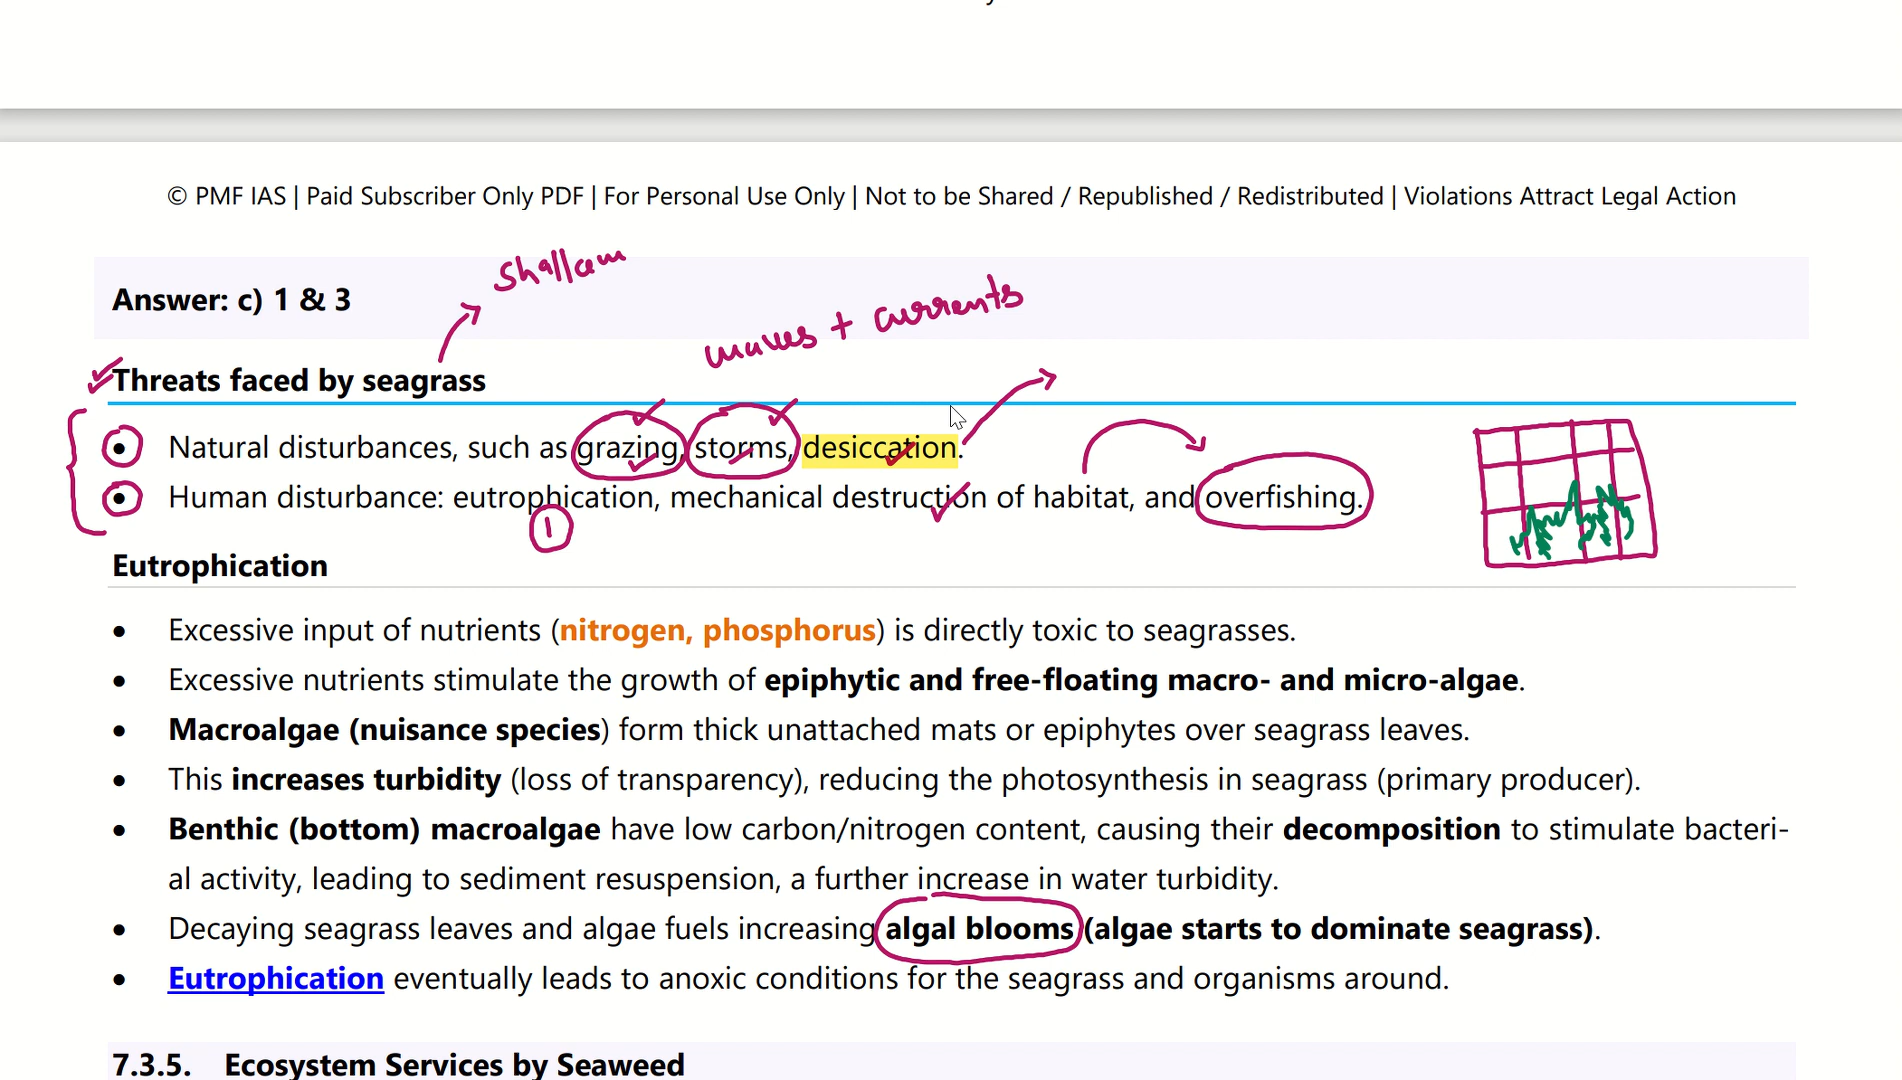 © PMF IAS | Paid Subscriber Only PDF | For Personal Use Only | Not to be Shared / Republished / Redistributed | Violations Attract Legal Action
Shallow
Answer: c) 1 & 3
waves + currents
Threats faced by seagrass
• Natural disturbances, such as grazing, storms, desiccation.
• Human disturbance: eutrophication, mechanical destruction of habitat, and overfishing.
1
Eutrophication
• Excessive input of nutrients (nitrogen, phosphorus) is directly toxic to seagrasses.
• Excessive nutrients stimulate the growth of epiphytic and free-floating macro- and micro-algae.
• Macroalgae (nuisance species) form thick unattached mats or epiphytes over seagrass leaves.
• This increases turbidity (loss of transparency), reducing the photosynthesis in seagrass (primary producer).
• Benthic (bottom) macroalgae have low carbon/nitrogen content, causing their decomposition to stimulate bacteri-
al activity, leading to sediment resuspension, a further increase in water turbidity.
• Decaying seagrass leaves and algae fuels increasing algal blooms (algae starts to dominate seagrass).
• Eutrophication eventually leads to anoxic conditions for the seagrass and organisms around.
7.3.5. Ecosystem Services by Seaweed